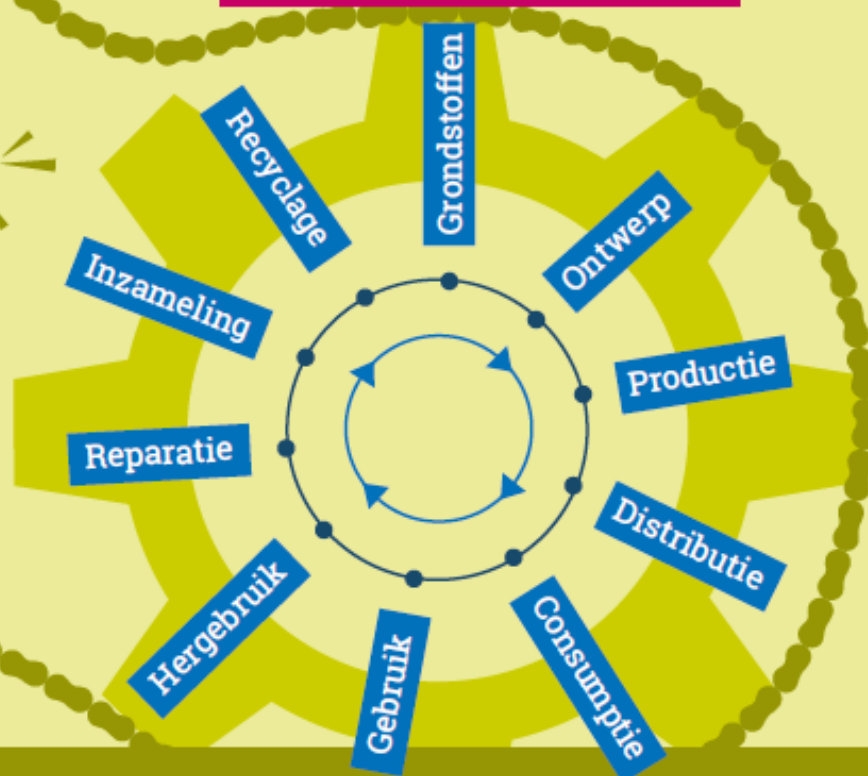 Grondstoffen
Ontwerp
Productie
Distributie
Consumptie
Gebruik
Hergebruik
Reparatie
Inzameling
Recyclage